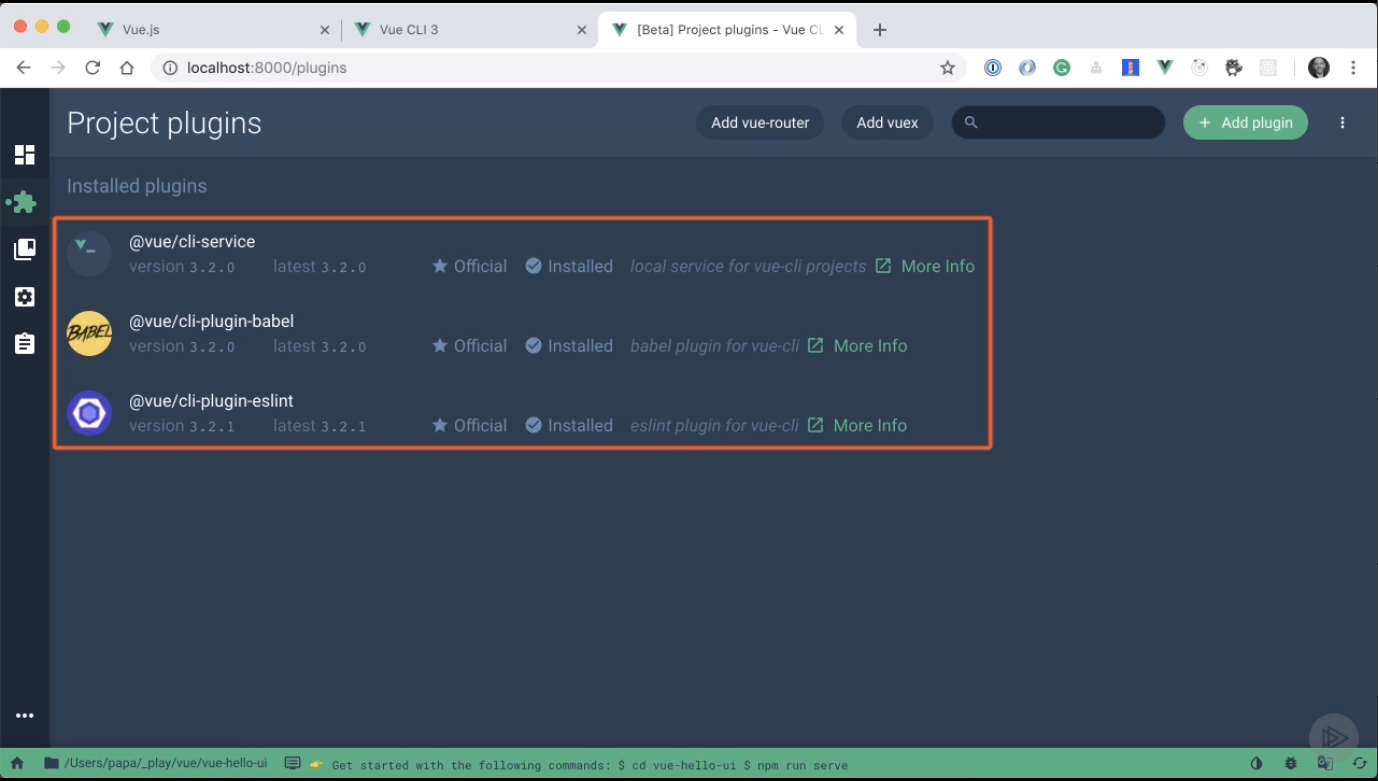 Vue.js
Vue CLI 3
[Beta] Project plugins - Vue CL
localhost:8000/plugins
Project plugins
Add vue-router
Add vuex
+ Add plugin
Installed plugins
@vue/cli-service
version 3.2.0 latest 3.2.0 Official Installed local service for vue-cli projects More Info
BABEL
@vue/cli-plugin-babel
version 3.2.0 latest 3.2.0 Official Installed babel plugin for vue-cli More Info
@vue/cli-plugin-eslint
version 3.2.1 latest 3.2.1 Official Installed eslint plugin for vue-cli More Info
/Users/papa/_play/vue/vue-hello-ui 👉 Get started with the following commands: $ cd vue-hello-ui $ npm run serve